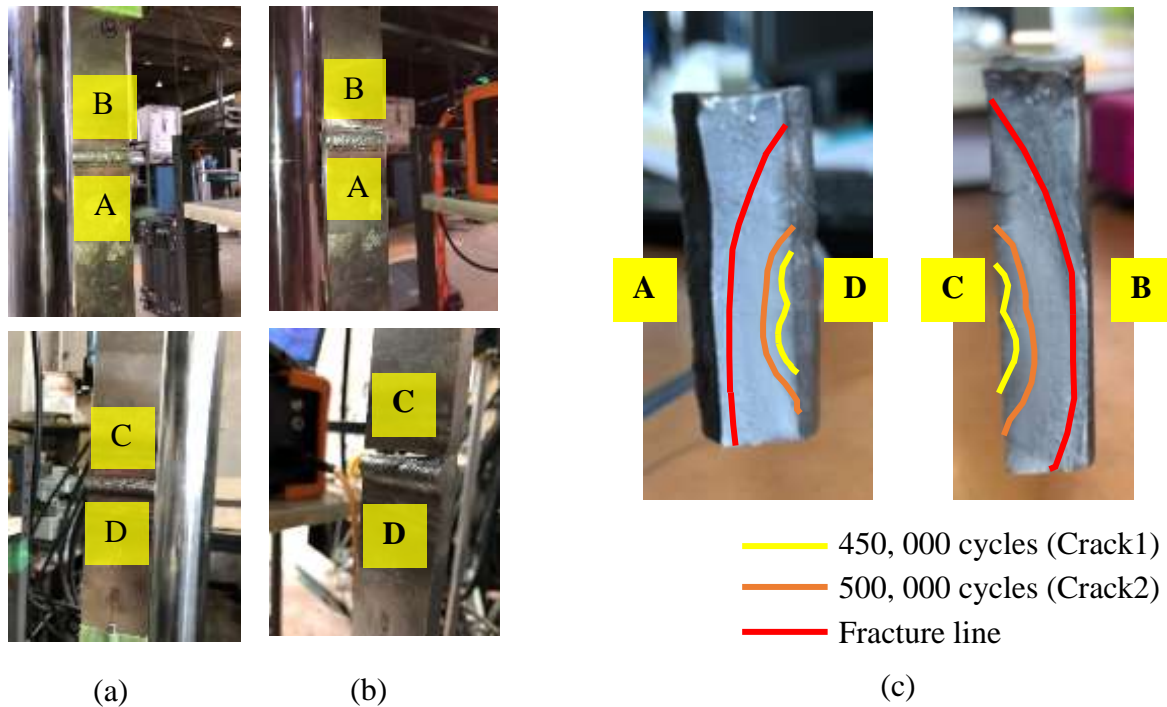 B
A
B
A
C
D
C
D
A
D
C
B
450, 000 cycles (Crack1)
500, 000 cycles (Crack2)
Fracture line
(a)
(b)
(c)